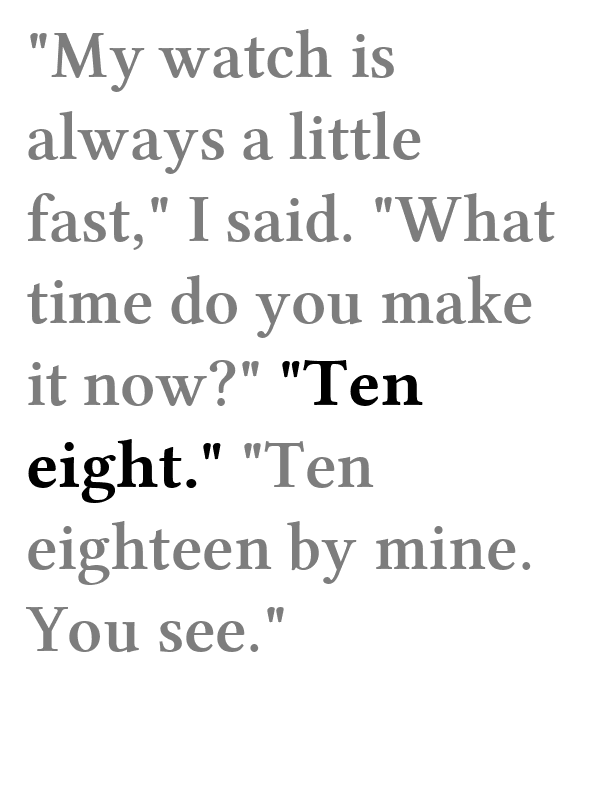 "My watch is
always a little
fast," I said. "What
time do you make
it now?" "Ten
eight." "Ten
eighteen by mine.
You see."